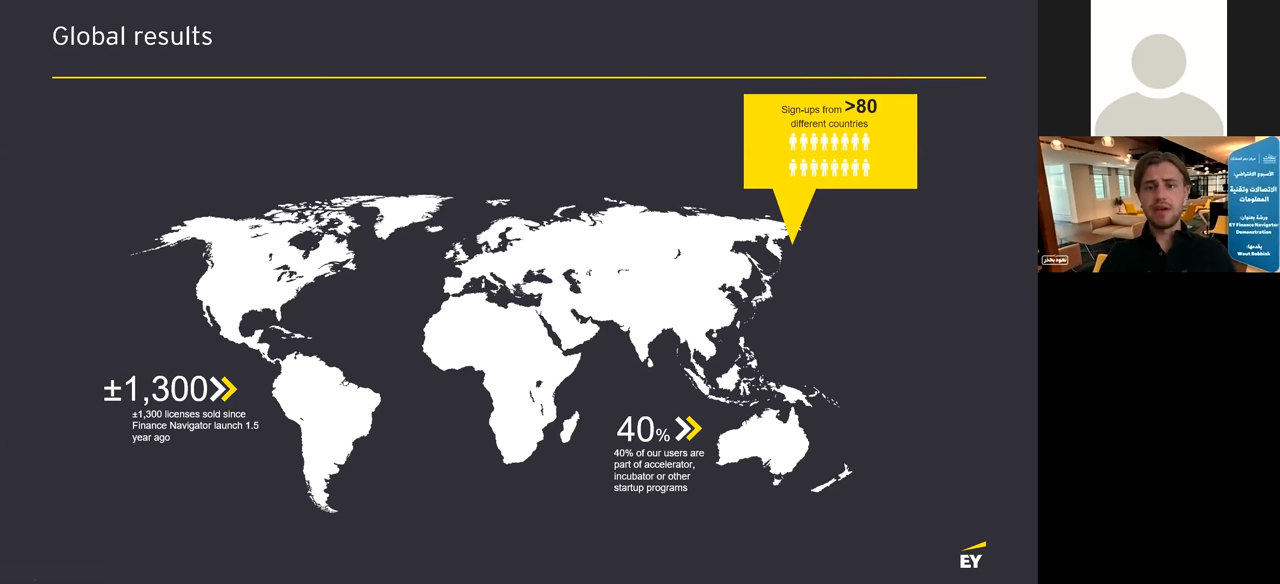 Global results
Sign-ups from >80
different countries
±1,300
±1,300 licenses sold since
Finance Navigator launch 1.5
year ago
40%
40% of our users are
part of accelerator,
incubator or other
startup programs
EY
الأسبوع الافتراضي:
الاتصالات وتقنية
المعلومات
ورشة بعنوان:
EY Finance Navigator
Demonstration
يقدمها:
Wout Bobbink